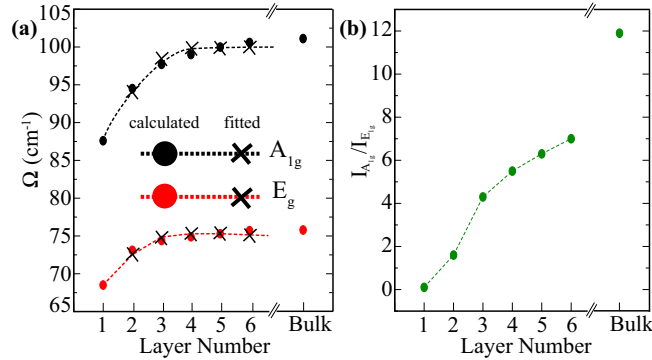 (a)
105
100
95
90
85
80
75
70
65
Ω (cm⁻¹)
calculated fitted
A₁g
Eg
1 2 3 4 5 6 Bulk
Layer Number
(b)
12
10
8
6
4
2
0
I_A₁g/I_E₁g
1 2 3 4 5 6 Bulk
Layer Number